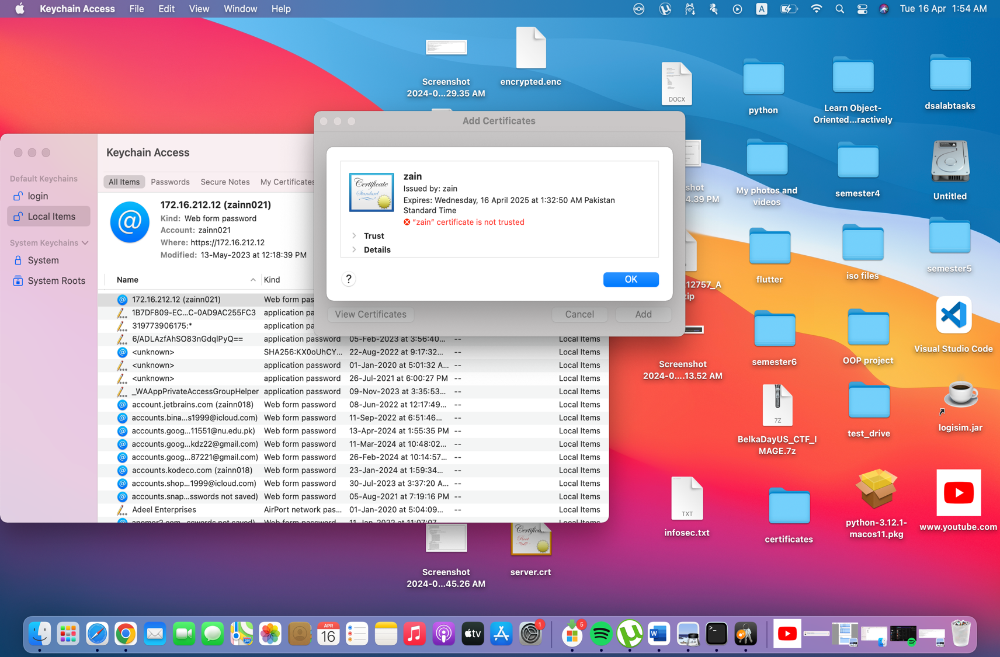 Keychain Access File Edit View Window Help
A
Tue 16 Apr 1:54 AM
Screenshot
2024-0...29.35 AM
encrypted.enc
DOCX
python
Learn Object-
Oriented...ractively
dsalabtasks
Add Certificates
zain
Issued by: zain
Expires: Wednesday, 16 April 2025 at 1:32:50 AM Pakistan
Standard Time
"zain" certificate is not trusted
Trust
Details
?
OK
View Certificates
Cancel
Add
Certificate
Standard
Keychain Access
Default Keychains
login
Local Items
System Keychains
System
System Roots
All Items Passwords Secure Notes My Certificates
172.16.212.12 (zainn021)
Kind: Web form password
Account: zainn021
Where: https://172.16.212.12
Modified: 13-May-2023 at 12:18:39 PM
Name Kind
172.16.212.12 (zainn021) Web form pas
1B7DF809-EC...C-0AD9AC255FC3 application pa
319773906175:* application pa
6/ADLAzfAhSO83nGdqlPyQ== application password 05-Feb-2023 at 3:56:40... -- Local Items
<unknown> SHA256:KX0oUhCY... 22-Aug-2022 at 9:17:32... -- Local Items
<unknown> application password 01-Jan-2020 at 5:01:32 A... -- Local Items
<unknown> application password 26-Jul-2021 at 6:00:27 PM -- Local Items
_WAAppPrivateAccessGroupHelper application password 09-Nov-2023 at 3:35:53... -- Local Items
account.jetbrains.com (zainn018) Web form password 08-Jun-2022 at 12:17:49... -- Local Items
accounts.bina...s1999@icloud.com) Web form password 11-Sep-2022 at 6:51:46... -- Local Items
accounts.goog...11551@nu.edu.pk) Web form password 13-Apr-2024 at 1:55:35 PM -- Local Items
accounts.goog...kdz22@gmail.com) Web form password 11-Mar-2024 at 10:48:02... -- Local Items
accounts.goog...87221@gmail.com) Web form password 26-Feb-2024 at 10:14:57... -- Local Items
accounts.kodeco.com (zainn018) Web form password 23-Jan-2024 at 1:59:34... -- Local Items
accounts.shop...1999@icloud.com) Web form password 30-Jul-2023 at 3:37:20 A... -- Local Items
accounts.snap...sswords not saved) Web form password 05-Aug-2021 at 7:19:16 PM -- Local Items
Adeel Enterprises AirPort network pas... 01-Jan-2020 at 5:04:09... -- Local Items
shot
4.39 PM
My photos and
videos
semester4
Untitled
flutter
iso files
semester5
12757_A
ip
Screenshot
2024-0....13.52 AM
semester6
OOP project
Visual Studio Code
7Z
BelkaDayUS_CTF_I
MAGE.7z
test_drive
logisim.jar
TXT
infosec.txt
certificates
python-3.12.1-
macos11.pkg
www.youtube.com
Screenshot
2024-0...45.26 AM
Root
server.crt
APR
16
tv
1
5
W